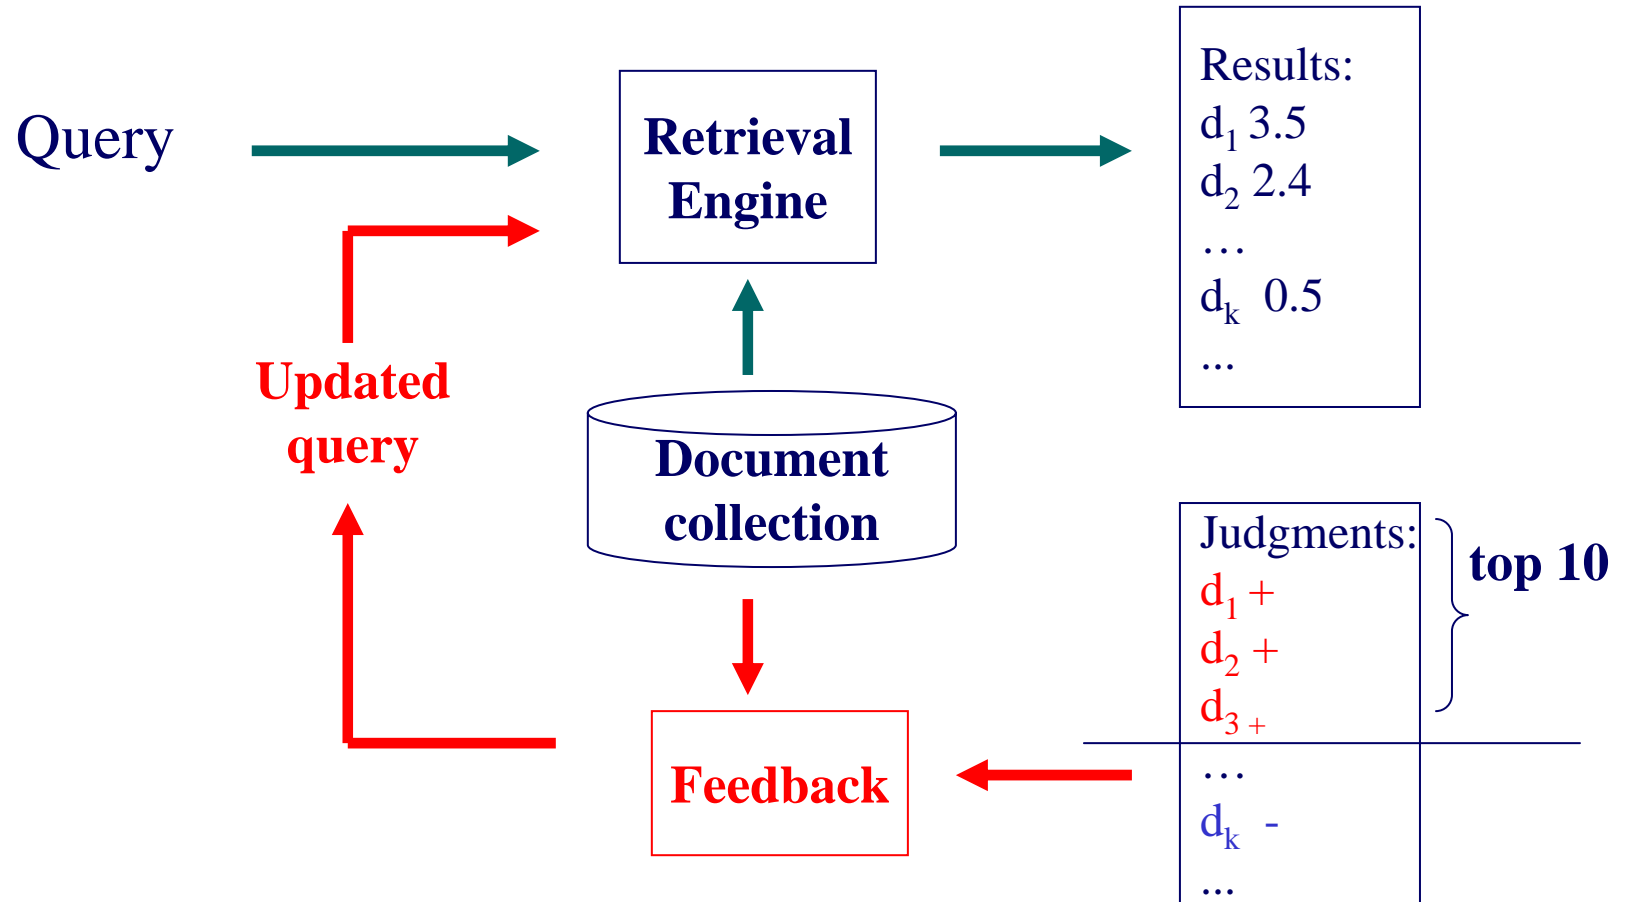 Query
Retrieval
Engine
Results:
d1 3.5
d2 2.4
…
dk 0.5
...
Updated
query
Document
collection
Judgments:
d1 +
d2 +
d3 +
…
dk -
...
top 10
Feedback